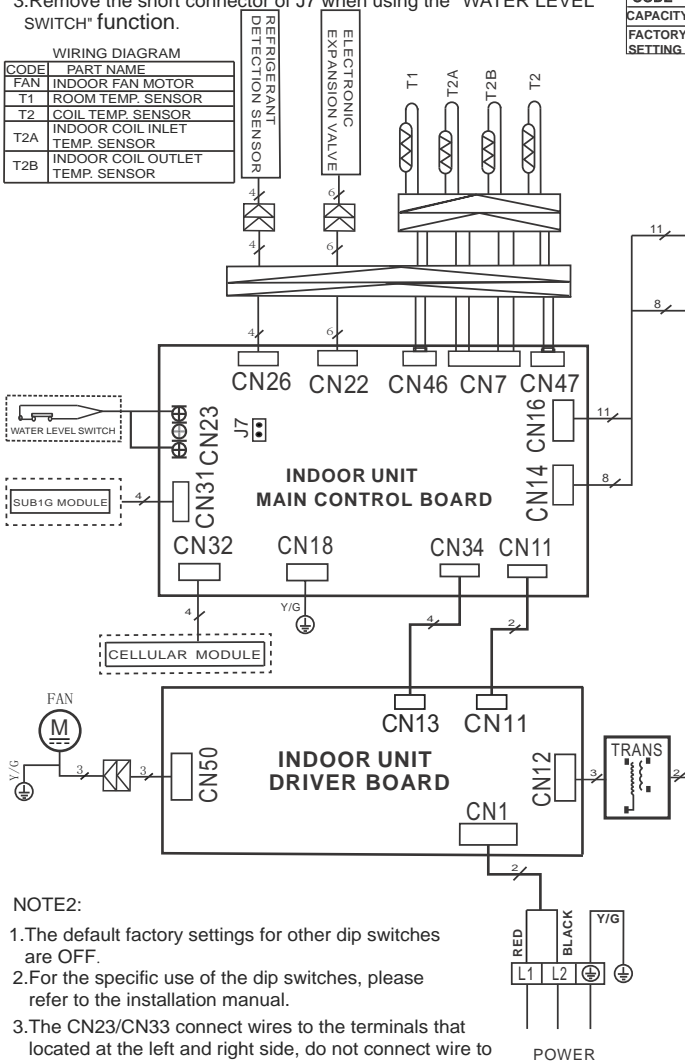 3.Remove the short connector of J7 when using the "WATER LEVEL
SWITCH" function.
CODE
CAPACITY
FACTORY
SETTING
WIRING DIAGRAM
CODE PART NAME
FAN INDOOR FAN MOTOR
T1 ROOM TEMP. SENSOR
T2 COIL TEMP. SENSOR
T2A INDOOR COIL INLET
TEMP. SENSOR
T2B INDOOR COIL OUTLET
TEMP. SENSOR
REFRIGERANT
DETECTION SENSOR
ELECTRONIC
EXPANSION VALVE
T1
T2A
T2B
T2
4
6
4
6
11
8
4
6
CN26 CN22 CN46 CN7 CN47
WATER LEVEL SWITCH
CN23
J7
CN16
11
SUB1G MODULE
4
CN31
INDOOR UNIT
MAIN CONTROL BOARD
CN14
8
CN32 CN18 CN34 CN11
4
Y/G
4
2
CELLULAR MODULE
FAN
M
Y/G
3
3
CN50
CN13 CN11
INDOOR UNIT
DRIVER BOARD
CN12
3
TRANS
2
CN1
2
RED
BLACK
Y/G
L1 L2
POWER
NOTE2:
1.The default factory settings for other dip switches
are OFF.
2.For the specific use of the dip switches, please
refer to the installation manual.
3.The CN23/CN33 connect wires to the terminals that
located at the left and right side, do not connect wire to